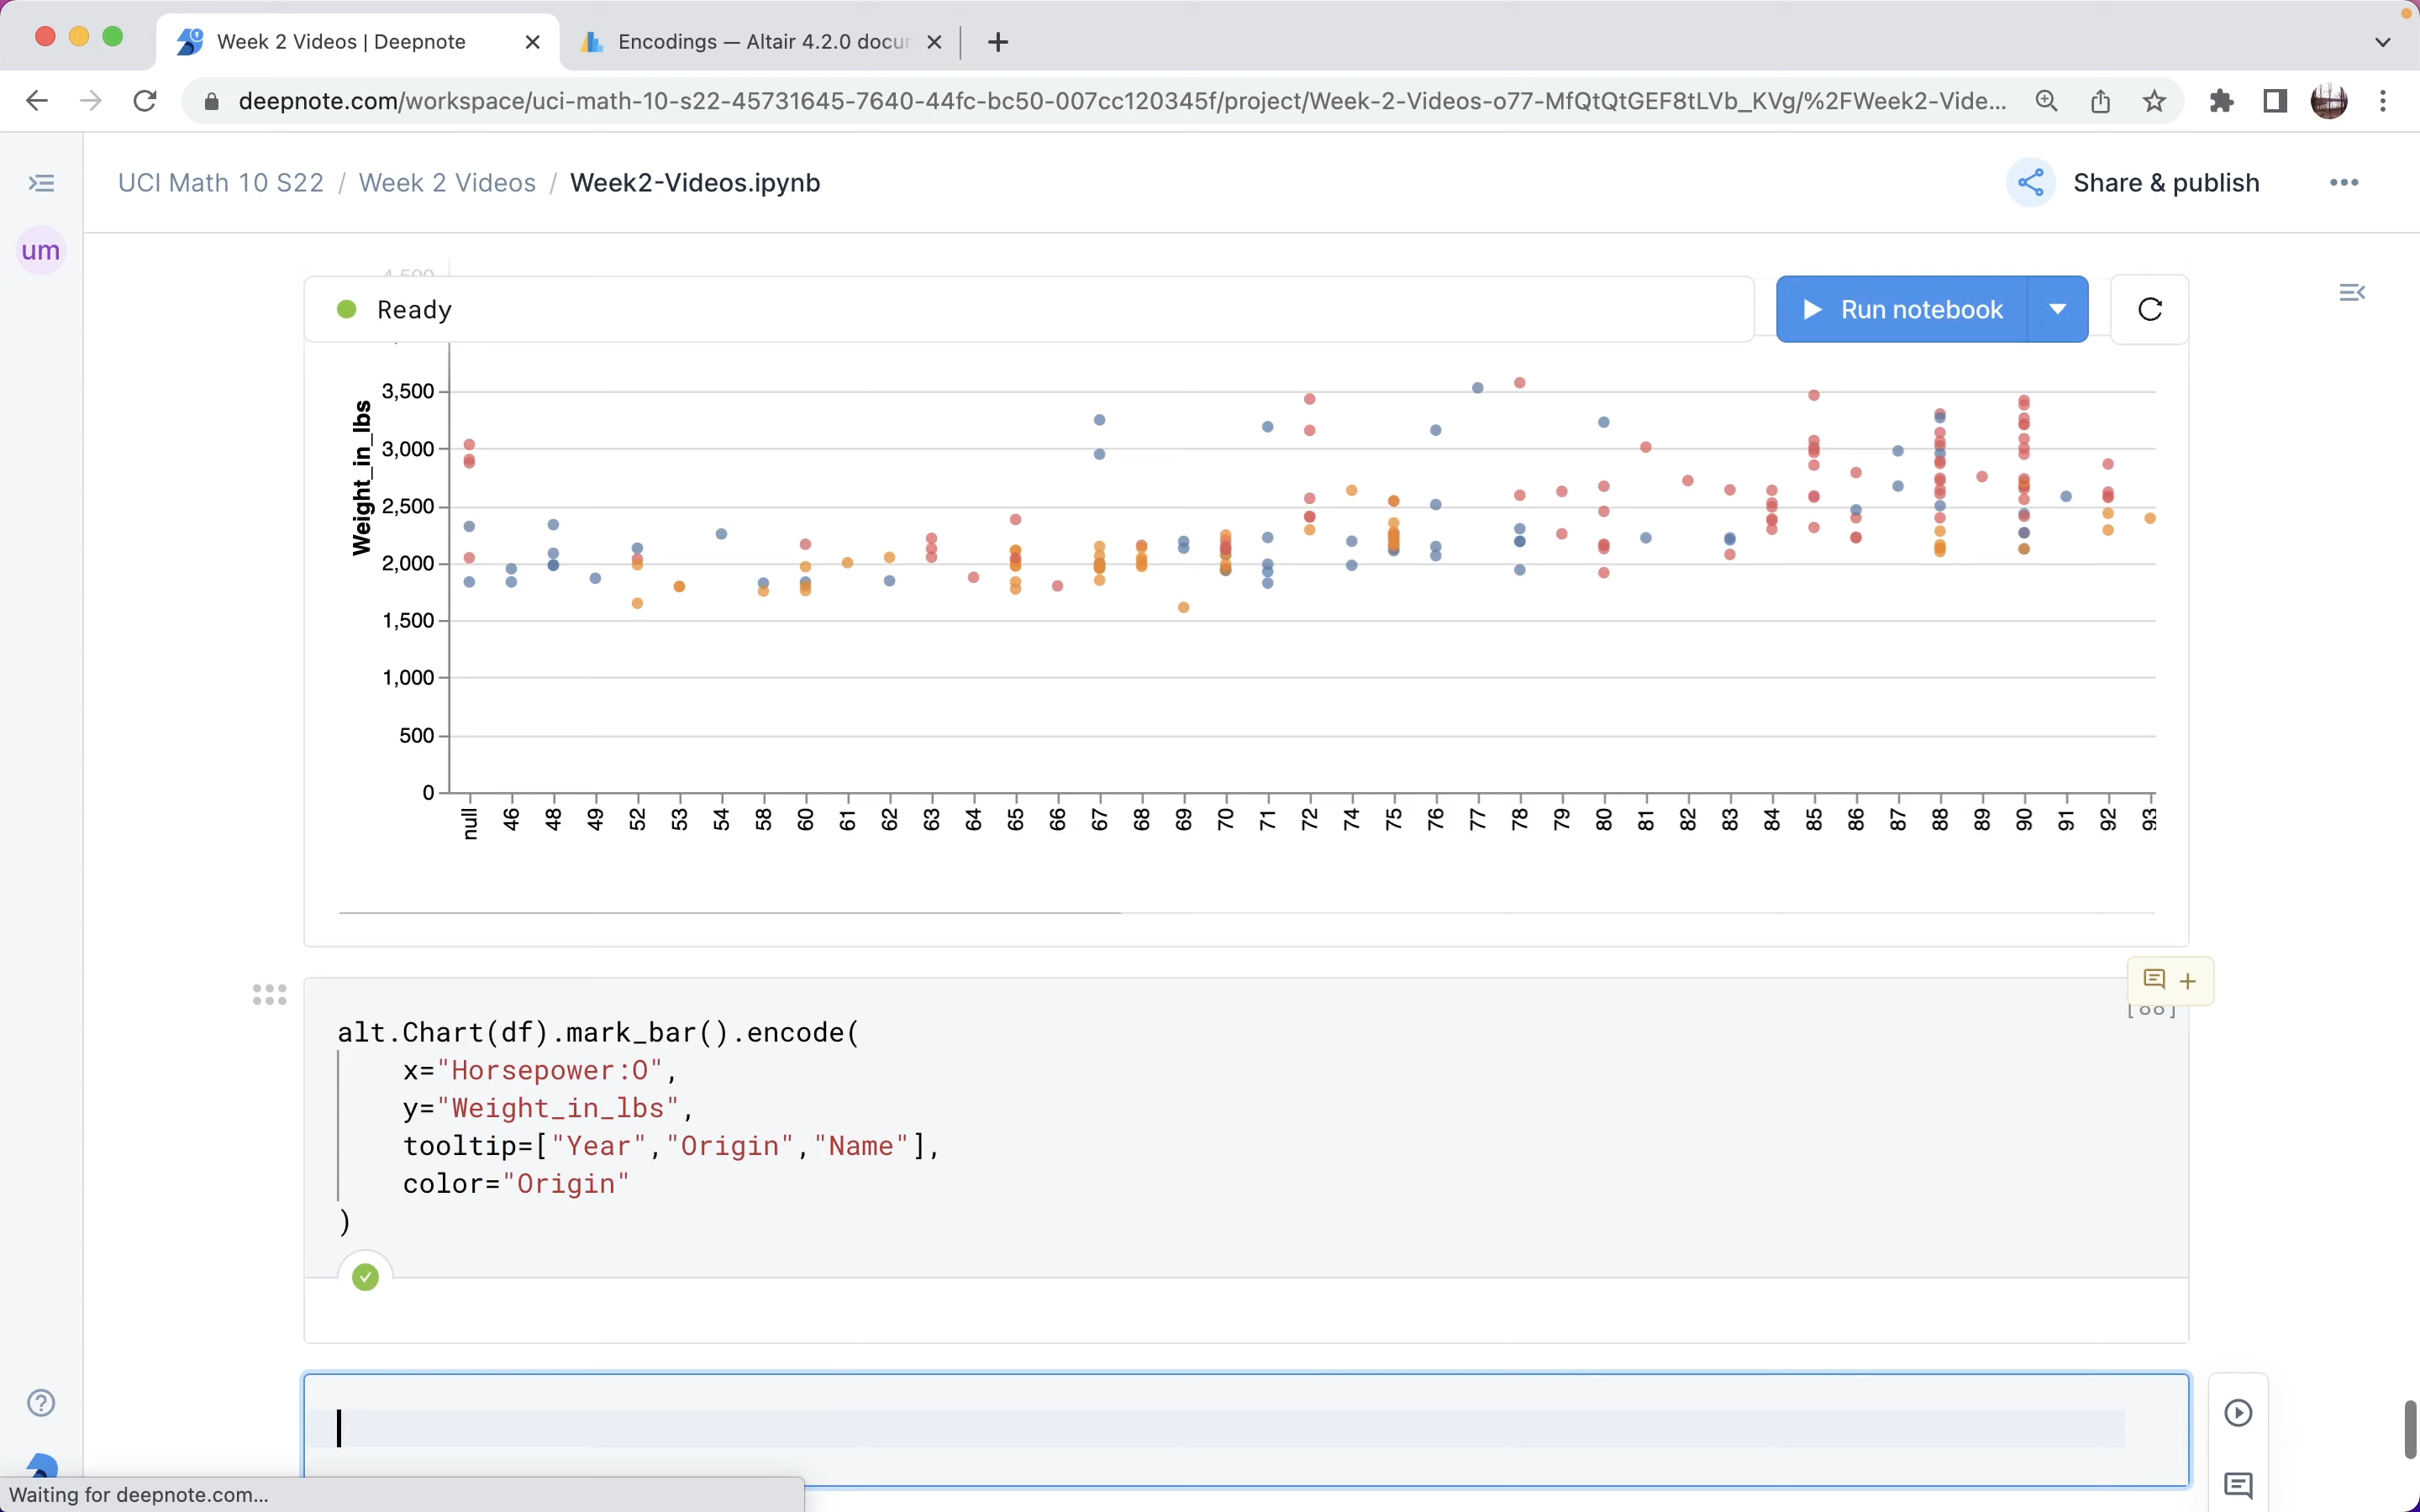 Week 2 Videos | Deepnote
Encodings — Altair 4.2.0 docur
deepnote.com/workspace/uci-math-10-s22-45731645-7640-44fc-bc50-007cc120345f/project/Week-2-Videos-o77-MfQtQtGEF8tLVb_KVg/%2FWeek2-Vide...
UCI Math 10 S22 / Week 2 Videos / Week2-Videos.ipynb
Share & publish
um
4,500
Ready
Run notebook
Weight_in_lbs
3,500
3,000
2,500
2,000
1,500
1,000
500
0
null 46 48 49 52 53 54 58 60 61 62 63 64 65 66 67 68 69 70 71 72 74 75 76 77 78 79 80 81 82 83 84 85 86 87 88 89 90 91 92 93
[88]
alt.Chart(df).mark_bar().encode(
x="Horsepower:O",
y="Weight_in_lbs",
tooltip=["Year","Origin","Name"],
color="Origin"
)
Waiting for deepnote.com...